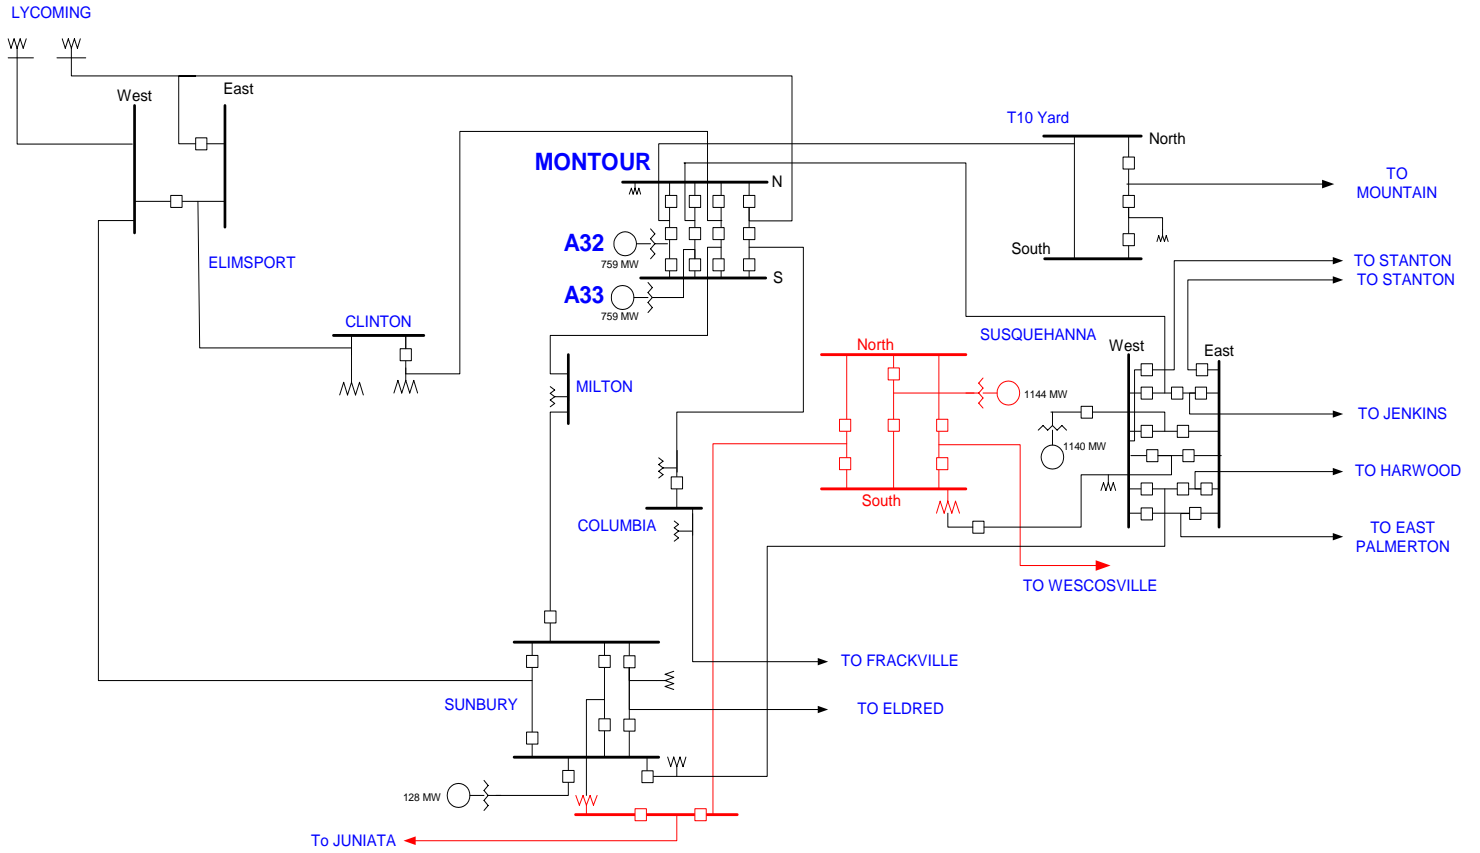 LYCOMING
West
East
T10 Yard
North
MONTOUR
N
TO
MOUNTAIN
A32
759 MW
South
ELIMSPORT
S
TO STANTON
TO STANTON
A33
759 MW
CLINTON
SUSQUEHANNA
North
West
East
MILTON
1144 MW
TO JENKINS
1140 MW
TO HARWOOD
South
COLUMBIA
TO EAST
PALMERTON
TO WESCOSVILLE
TO FRACKVILLE
SUNBURY
TO ELDRED
128 MW
To JUNIATA